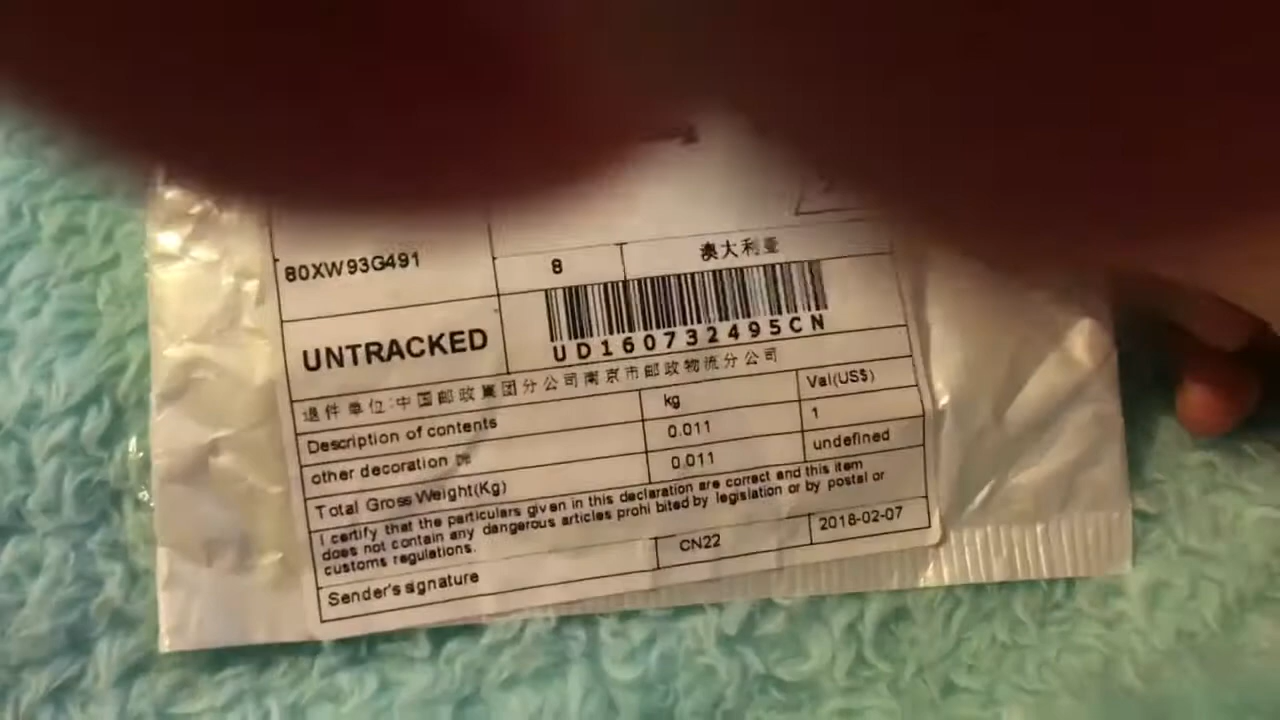 80XW93G491
8
澳大利亚
UNTRACKED
UD160732495CN
退件单位:中国邮政集团分公司南京市邮政物流分公司
Description of contents
kg
Val(US$)
other decoration 饰
0.011
1
Total Gross Weight(Kg)
0.011
undefined
I certify that the particulars given in this declaration are correct and this item
does not contain any dangerous articles prohi bited by legislation or by postal or
customs regulations.
Sender's signature
CN22
2018-02-07